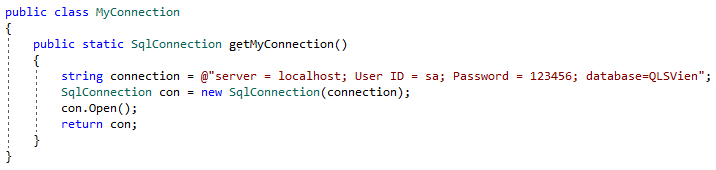 public class MyConnection
{
public static SqlConnection getMyConnection()
{
string connection = @"server = localhost; User ID = sa; Password = 123456; database=QLSVien";
SqlConnection con = new SqlConnection(connection);
con.Open();
return con;
}
}